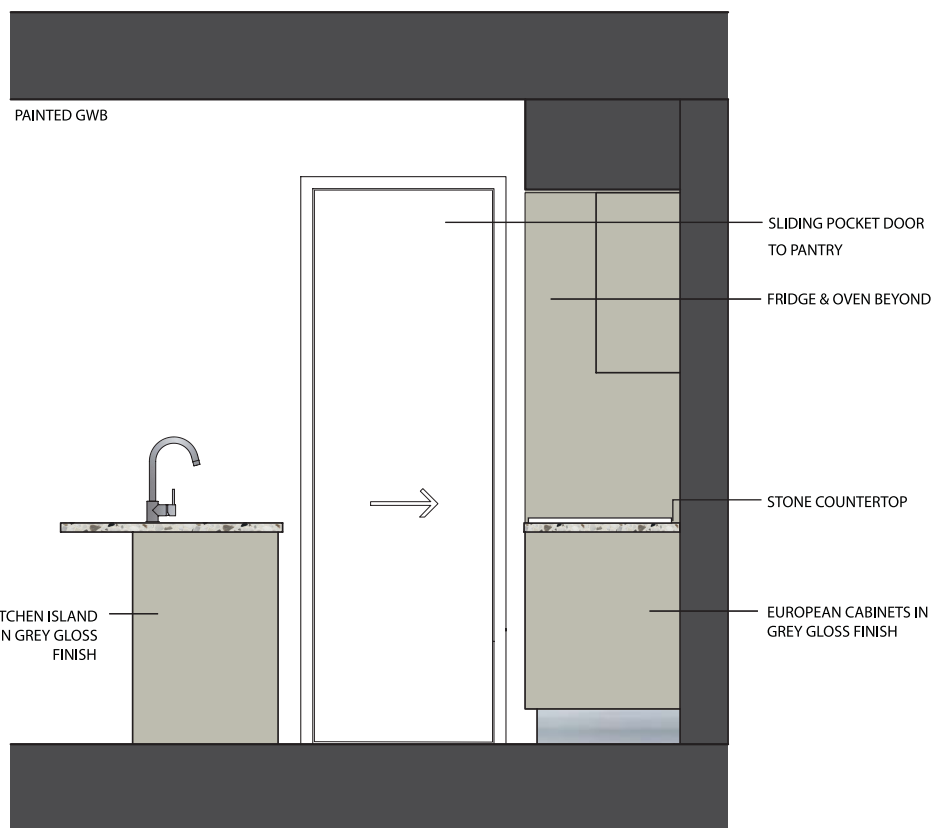 PAINTED GWB
SLIDING POCKET DOOR
TO PANTRY
FRIDGE & OVEN BEYOND
STONE COUNTERTOP
TCHEN ISLAND
N GREY GLOSS
FINISH
EUROPEAN CABINETS IN
GREY GLOSS FINISH